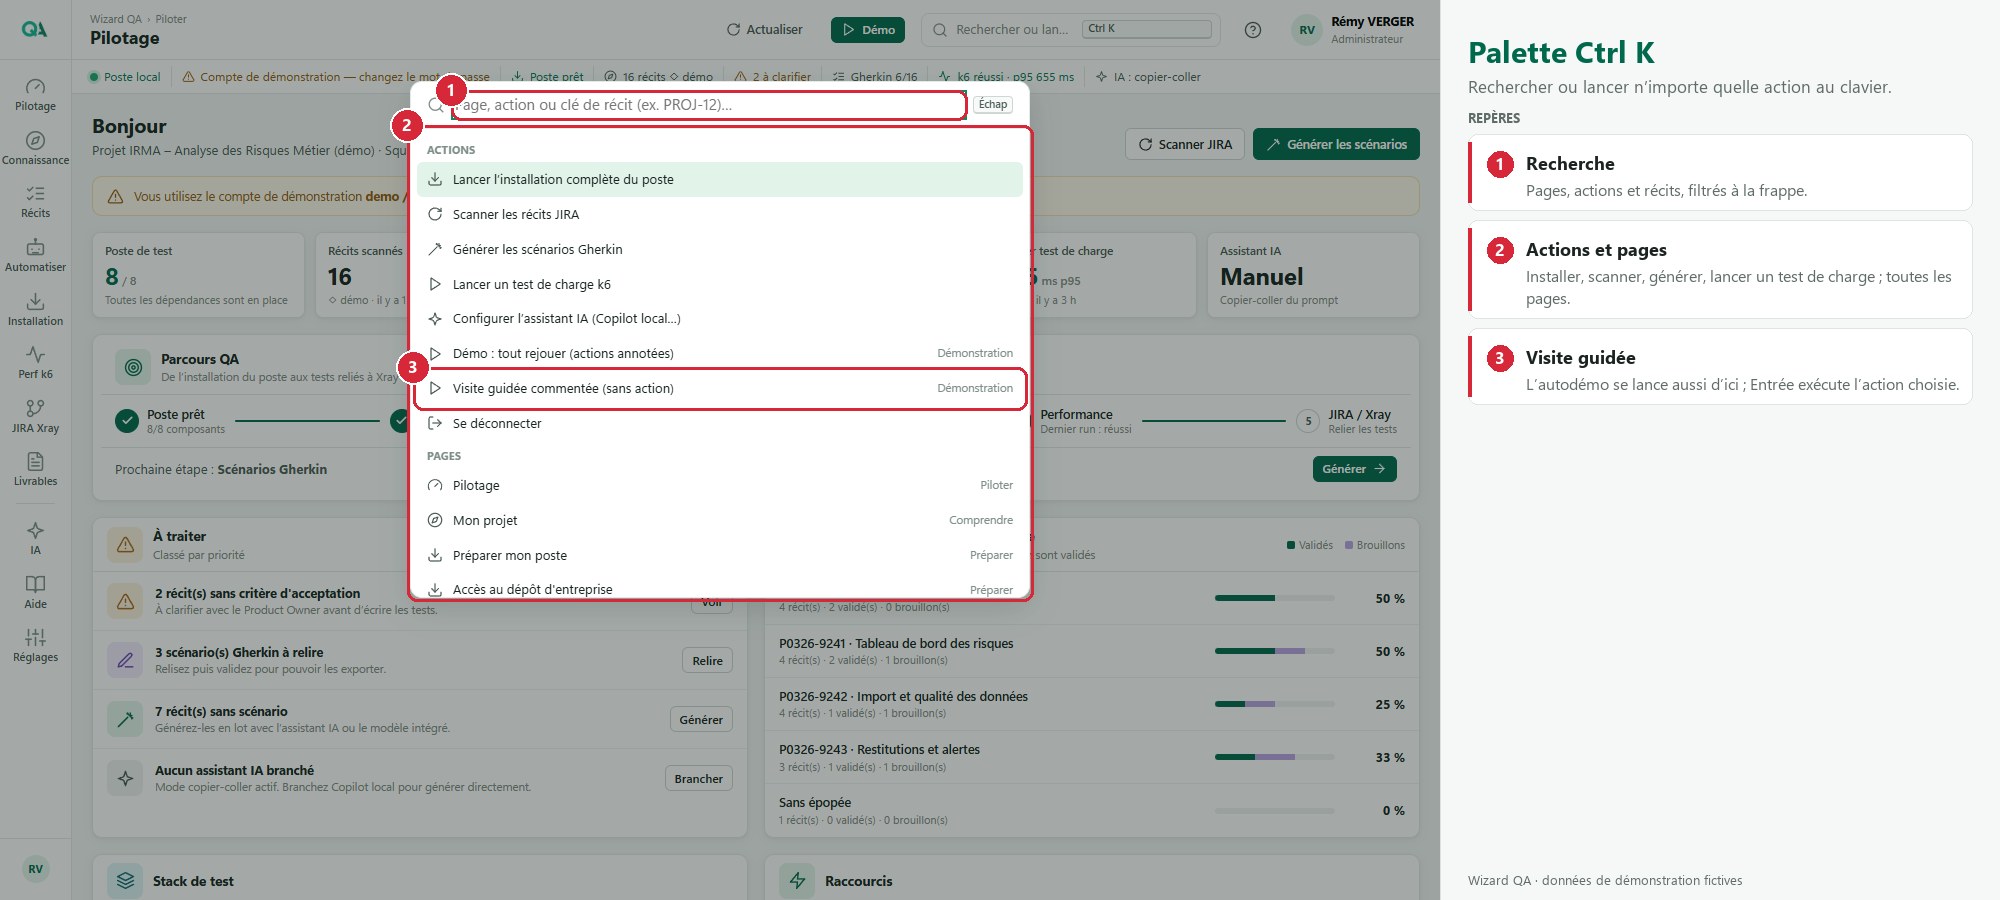 QA
Wizard QA › Piloter
Pilotage
Actualiser
Démo
Rechercher ou lan...
Ctrl K
RV
Rémy VERGER
Administrateur
Poste local
Compte de démonstration — changez le mot
passe
Poste prêt
16 récits ◇ démo
2 à clarifier
Gherkin 6/16
k6 réussi · p95 655 ms
IA : copier-coller
Pilotage
Connaissance
Récits
Automatiser
Installation
Perf k6
JIRA Xray
Livrables
IA
Aide
Réglages
RV
Bonjour
Projet IRMA – Analyse des Risques Métier (démo) · Squ
Scanner JIRA
Générer les scénarios
Vous utilisez le compte de démonstration demo /
Poste de test
8 / 8
Toutes les dépendances sont en place
Récits scannés
16
◇ démo · il y a 1
r test de charge
5 ms p95
il y a 3 h
Assistant IA
Manuel
Copier-coller du prompt
Parcours QA
De l'installation du poste aux tests reliés à Xray
Poste prêt
8/8 composants
Performance
Dernier run : réussi
5
JIRA / Xray
Relier les tests
Prochaine étape : Scénarios Gherkin
Générer
À traiter
Classé par priorité
2 récit(s) sans critère d'acceptation
À clarifier avec le Product Owner avant d'écrire les tests.
Voir
3 scénario(s) Gherkin à relire
Relisez puis validez pour pouvoir les exporter.
Relire
7 récit(s) sans scénario
Générez-les en lot avec l'assistant IA ou le modèle intégré.
Générer
Aucun assistant IA branché
Mode copier-coller actif. Branchez Copilot local pour générer directement.
Brancher
sont validés
Validés
Brouillons
4 récit(s) · 2 validé(s) · 0 brouillon(s)
50 %
P0326-9241 · Tableau de bord des risques
4 récit(s) · 2 validé(s) · 1 brouillon(s)
50 %
P0326-9242 · Import et qualité des données
4 récit(s) · 1 validé(s) · 1 brouillon(s)
25 %
P0326-9243 · Restitutions et alertes
3 récit(s) · 1 validé(s) · 1 brouillon(s)
33 %
Sans épopée
1 récit(s) · 0 validé(s) · 0 brouillon(s)
0 %
Stack de test
Raccourcis
1
age, action ou clé de récit (ex. PROJ-12)...
Échap
2
ACTIONS
Lancer l'installation complète du poste
Scanner les récits JIRA
Générer les scénarios Gherkin
Lancer un test de charge k6
Configurer l'assistant IA (Copilot local...)
Démo : tout rejouer (actions annotées)
Démonstration
3
Visite guidée commentée (sans action)
Démonstration
Se déconnecter
PAGES
Pilotage
Piloter
Mon projet
Comprendre
Préparer mon poste
Préparer
Accès au dépôt d'entreprise
Préparer
Palette Ctrl K
Rechercher ou lancer n'importe quelle action au clavier.
REPÈRES
1
Recherche
Pages, actions et récits, filtrés à la frappe.
2
Actions et pages
Installer, scanner, générer, lancer un test de charge ; toutes les
pages.
3
Visite guidée
L'autodémo se lance aussi d'ici ; Entrée exécute l'action choisie.
Wizard QA · données de démonstration fictives